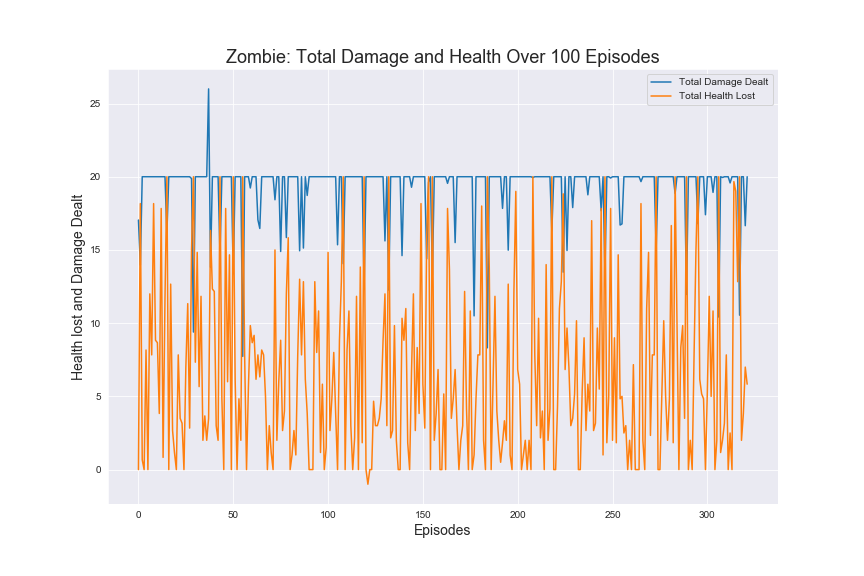 Zombie: Total Damage and Health Over 100 Episodes
Total Damage Dealt
Total Health Lost
Health lost and Damage Dealt
25
20
15
10
5
0
0 50 100 150 200 250 300
Episodes